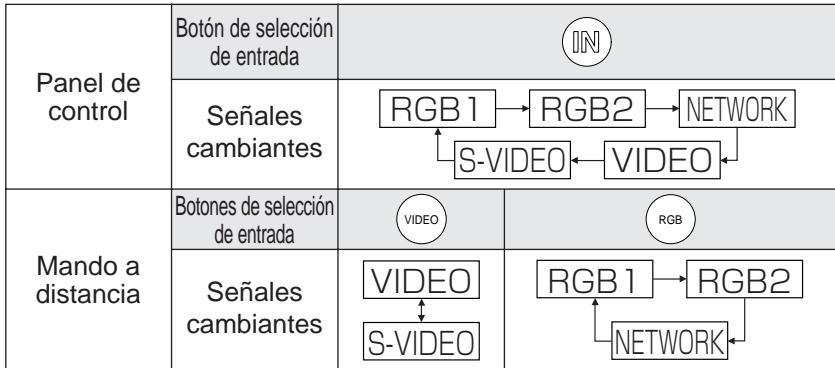 Panel de
control
Botón de selección
de entrada
IN
Señales
cambiantes
RGB1 RGB2 NETWORK
S-VIDEO VIDEO
Mando a
distancia
Botones de selección
de entrada
VIDEO
RGB
Señales
cambiantes
VIDEO
S-VIDEO
RGB1 RGB2
NETWORK